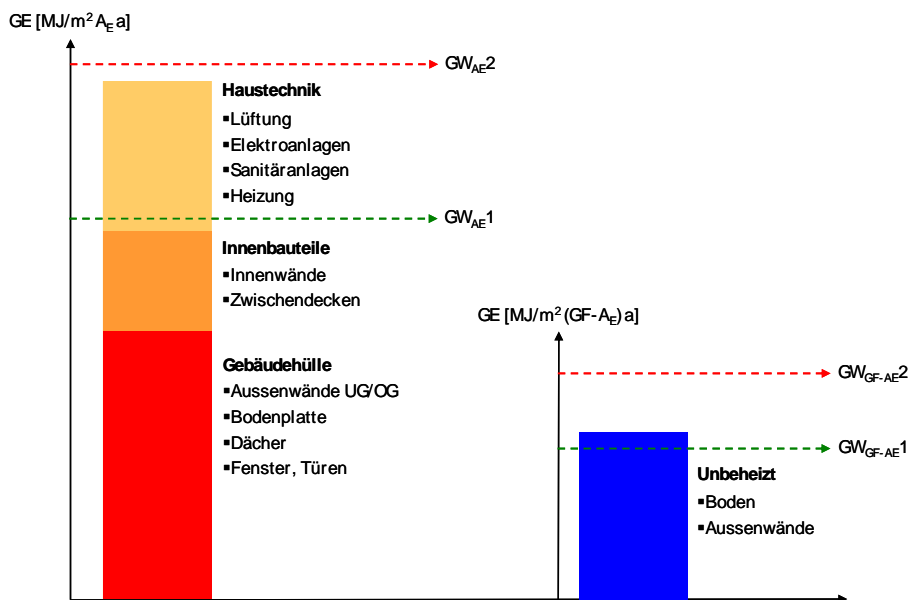 GE [MJ/m² A_E a]
GW_AE2
Haustechnik
▪Lüftung
▪Elektroanlagen
▪Sanitäranlagen
▪Heizung
GW_AE1
Innenbauteile
▪Innenwände
▪Zwischendecken
GE [MJ/m² (GF-A_E) a]
Gebäudehülle
▪Aussenwände UG/OG
▪Bodenplatte
▪Dächer
▪Fenster, Türen
GW_GF-AE2
GW_GF-AE1
Unbeheizt
▪Boden
▪Aussenwände